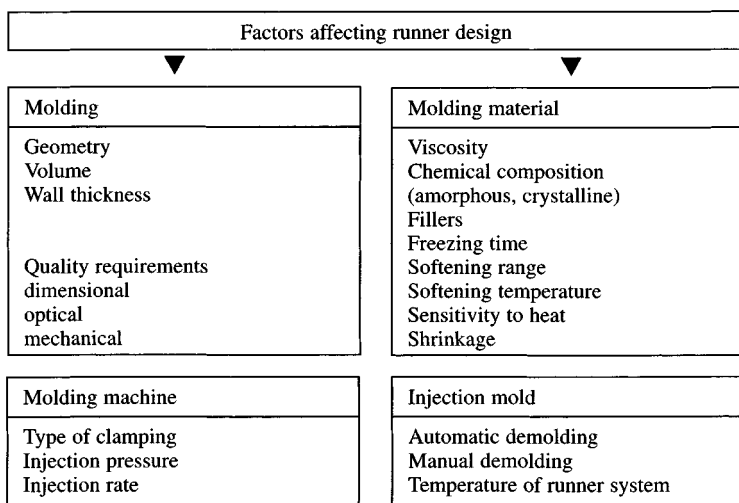 Factors affecting runner design
Molding
Geometry
Volume
Wall thickness
Quality requirements
dimensional
optical
mechanical
Molding material
Viscosity
Chemical composition
(amorphous, crystalline)
Fillers
Freezing time
Softening range
Softening temperature
Sensitivity to heat
Shrinkage
Molding machine
Type of clamping
Injection pressure
Injection rate
Injection mold
Automatic demolding
Manual demolding
Temperature of runner system